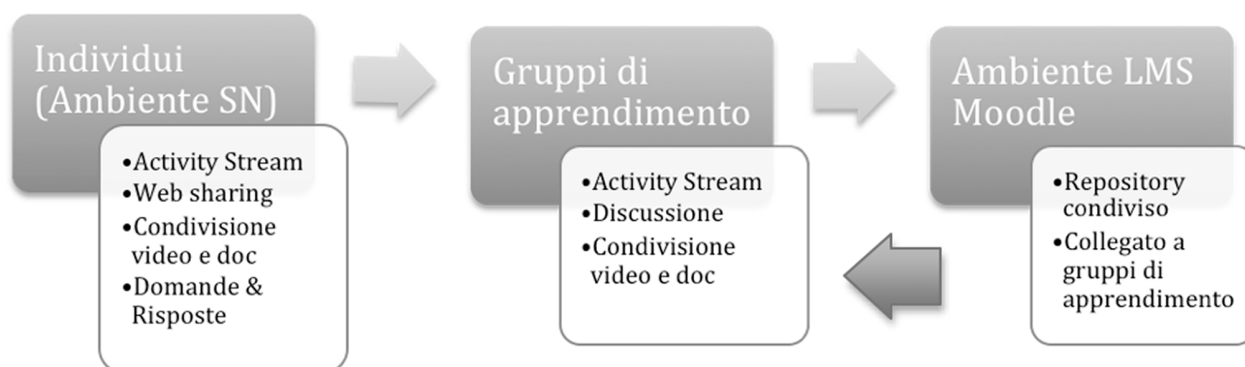 Individui
(Ambiente SN)
•Activity Stream
•Web sharing
•Condivisione
video e doc
•Domande &
Risposte
Gruppi di
apprendimento
•Activity Stream
•Discussione
•Condivisione
video e doc
Ambiente LMS
Moodle
•Repository
condiviso
•Collegato a
gruppi di
apprendimento